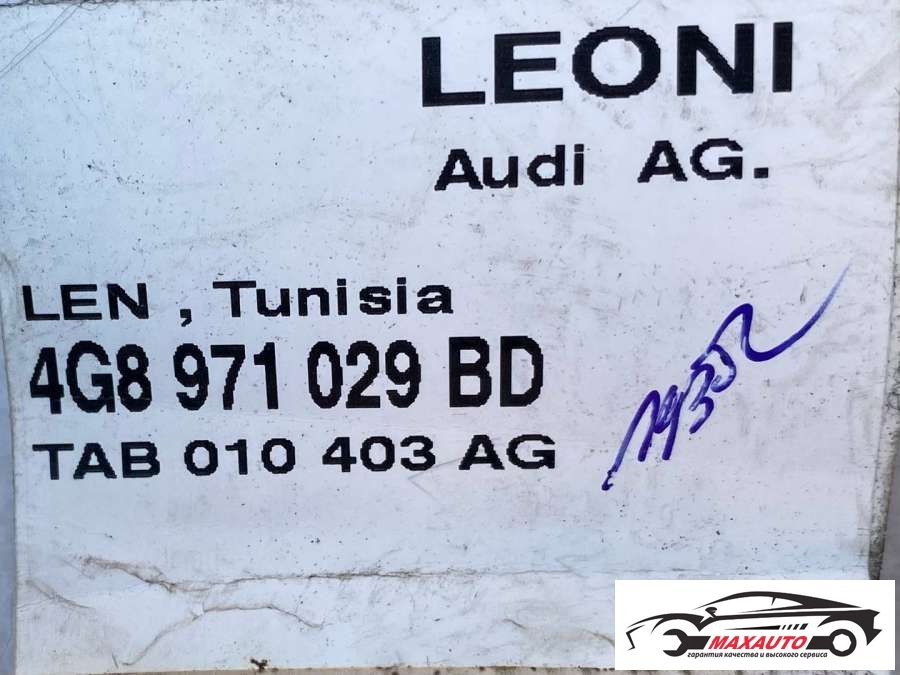 LEONI
Audi AG.
LEN , Tunisia
4G8 971 029 BD
TAB 010 403 AG
MAXAUTO
гарантия качества и высокого сервиса